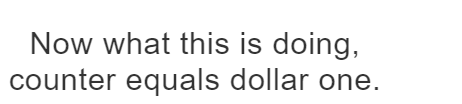 Now what this is doing,
counter equals dollar one.